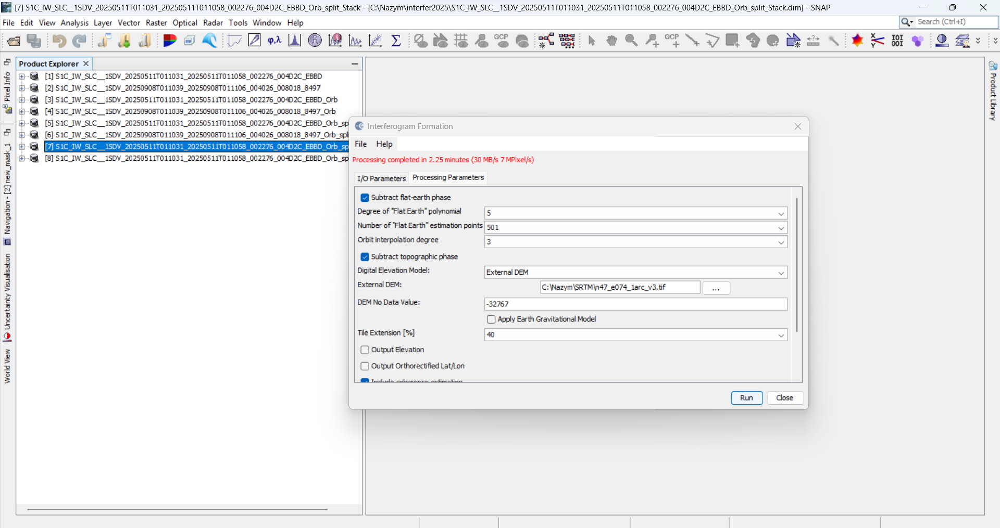 [7] S1C_IW_SLC__1SDV_20250511T011031_20250511T011058_002276_004D2C_EBBD_Orb_split_Stack - [C:\Nazym\interfer2025\S1C_IW_SLC__1SDV_20250511T011031_20250511T011058_002276_004D2C_EBBD_Orb_split_Stack.dim] - SNAP
File Edit View Analysis Layer Vector Raster Optical Radar Tools Window Help
Search (Ctrl+I)
φ,λ
Σ
GCP
GCP
Product Explorer
[1] S1C_IW_SLC__1SDV_20250511T011031_20250511T011058_002276_004D2C_EBBD
[2] S1C_IW_SLC__1SDV_20250908T011039_20250908T011106_004026_008018_8497
[3] S1C_IW_SLC__1SDV_20250511T011031_20250511T011058_002276_004D2C_EBBD_Orb
[4] S1C_IW_SLC__1SDV_20250908T011039_20250908T011106_004026_008018_8497_Orb
[5] S1C_IW_SLC__1SDV_20250511T011031_20250511T011058_002276_004D2C_EBBD_Orb_sp
[6] S1C_IW_SLC__1SDV_20250908T011039_20250908T011106_004026_008018_8497_Orb_spli
[7] S1C_IW_SLC__1SDV_20250511T011031_20250511T011058_002276_004D2C_EBBD_Orb_sp
[8] S1C_IW_SLC__1SDV_20250511T011031_20250511T011058_002276_004D2C_EBBD_Orb_sp
Pixel Info
Navigation - [2] new_mask_1
Uncertainty Visualisation
World View
Product Library
Interferogram Formation
File Help
Processing completed in 2.25 minutes (30 MB/s 7 MPixel/s)
I/O Parameters Processing Parameters
Subtract flat-earth phase
Degree of "Flat Earth" polynomial 5
Number of "Flat Earth" estimation points 501
Orbit interpolation degree 3
Subtract topographic phase
Digital Elevation Model: External DEM
External DEM: C:\Nazym\SRTM\n47_e074_1arc_v3.tif ...
DEM No Data Value: -32767
Apply Earth Gravitational Model
Tile Extension [%] 40
Output Elevation
Output Orthorectified Lat/Lon
Include coherence estimation
Run Close